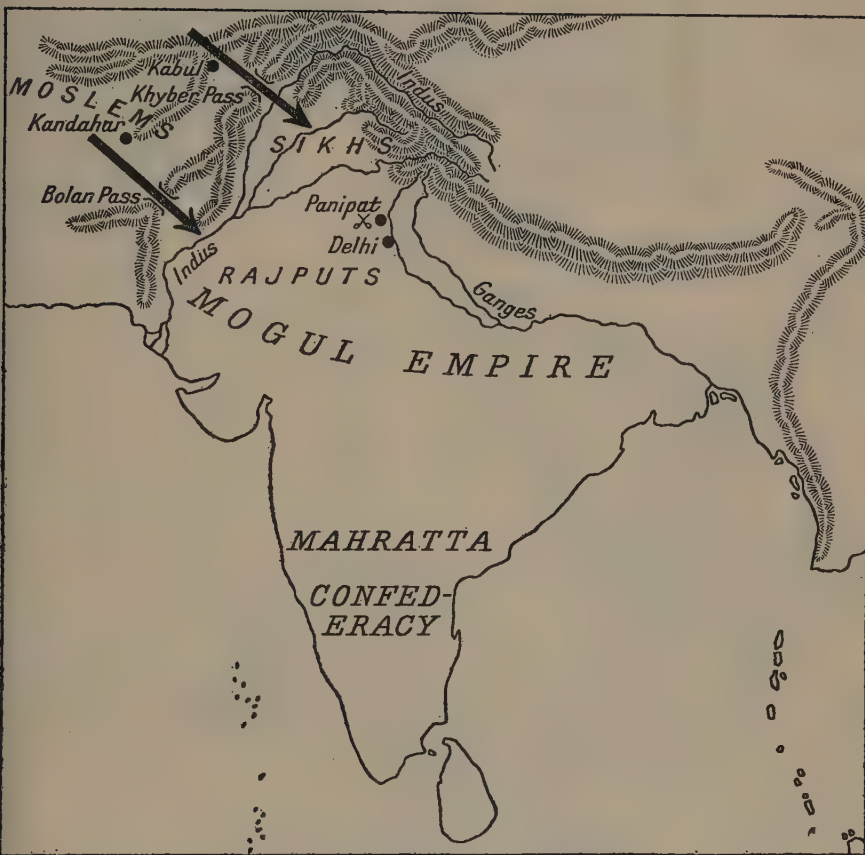 Kabul
Indus
MOSLEMS
Khyber Pass
Kandahar
SIKHS
Bolan Pass
Panipat
Delhi
Indus
RAJPUTS
Ganges
MOGUL EMPIRE
MAHRATTA
CONFED-
ERACY